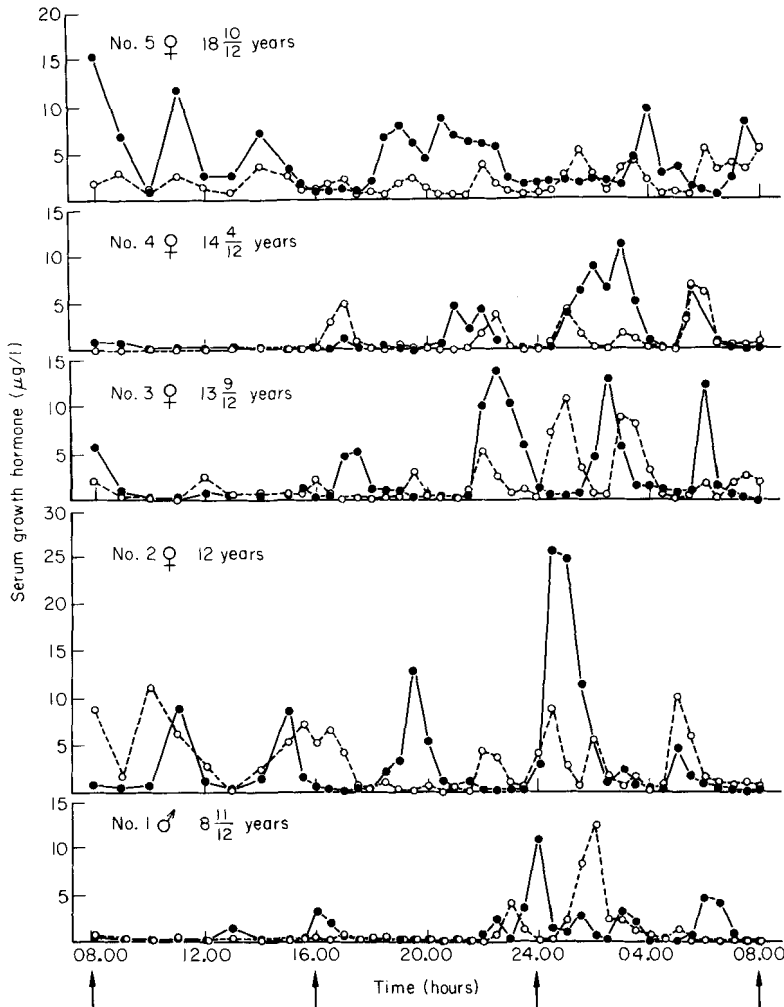 20
No. 5 ♀ 18 10/12 years
15
10
5
15
No. 4 ♀ 14 4/12 years
10
5
15
No. 3 ♀ 13 9/12 years
10
5
30
No. 2 ♀ 12 years
25
20
15
10
5
15
No. 1 ♂ 8 11/12 years
10
5
Serum growth hormone (µg/l)
08.00 12.00 16.00 20.00 24.00 04.00 08.00
Time (hours)